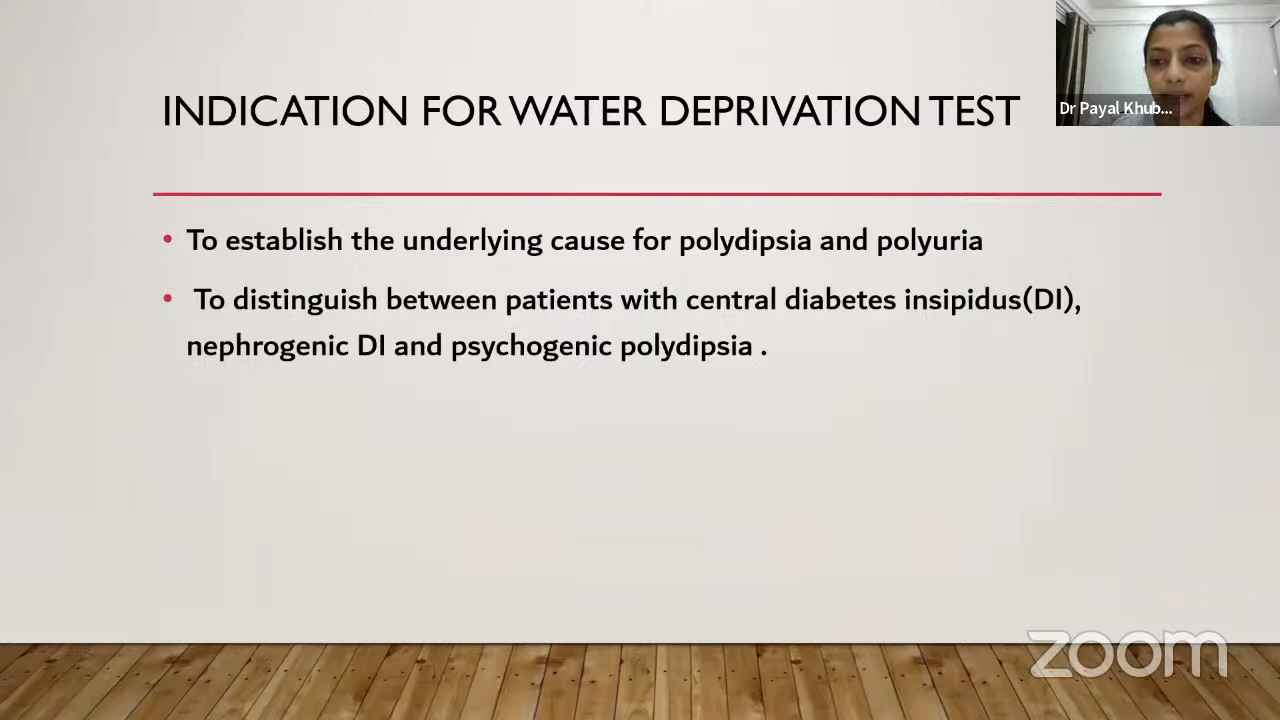 INDICATION FOR WATER DEPRIVATION TEST
Dr Payal Khub...
• To establish the underlying cause for polydipsia and polyuria
• To distinguish between patients with central diabetes insipidus(DI),
nephrogenic DI and psychogenic polydipsia .
zoom